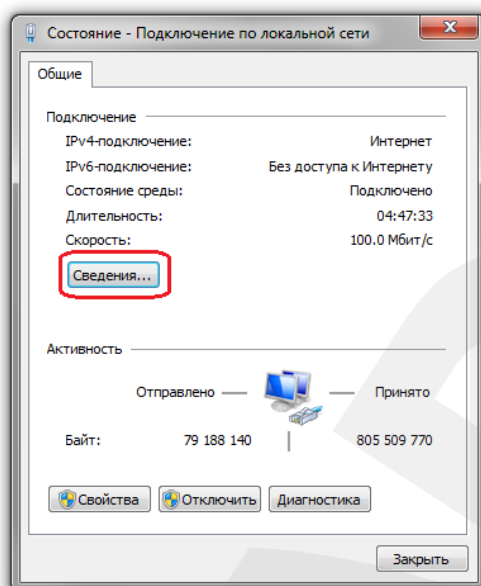 Состояние - Подключение по локальной сети
Общие
Подключение
IPv4-подключение: Интернет
IPv6-подключение: Без доступа к Интернету
Состояние среды: Подключено
Длительность: 04:47:33
Скорость: 100.0 Мбит/с
Сведения...
Активность
Отправлено — — Принято
Байт: 79 188 140 805 509 770
Свойства Отключить Диагностика
Закрыть